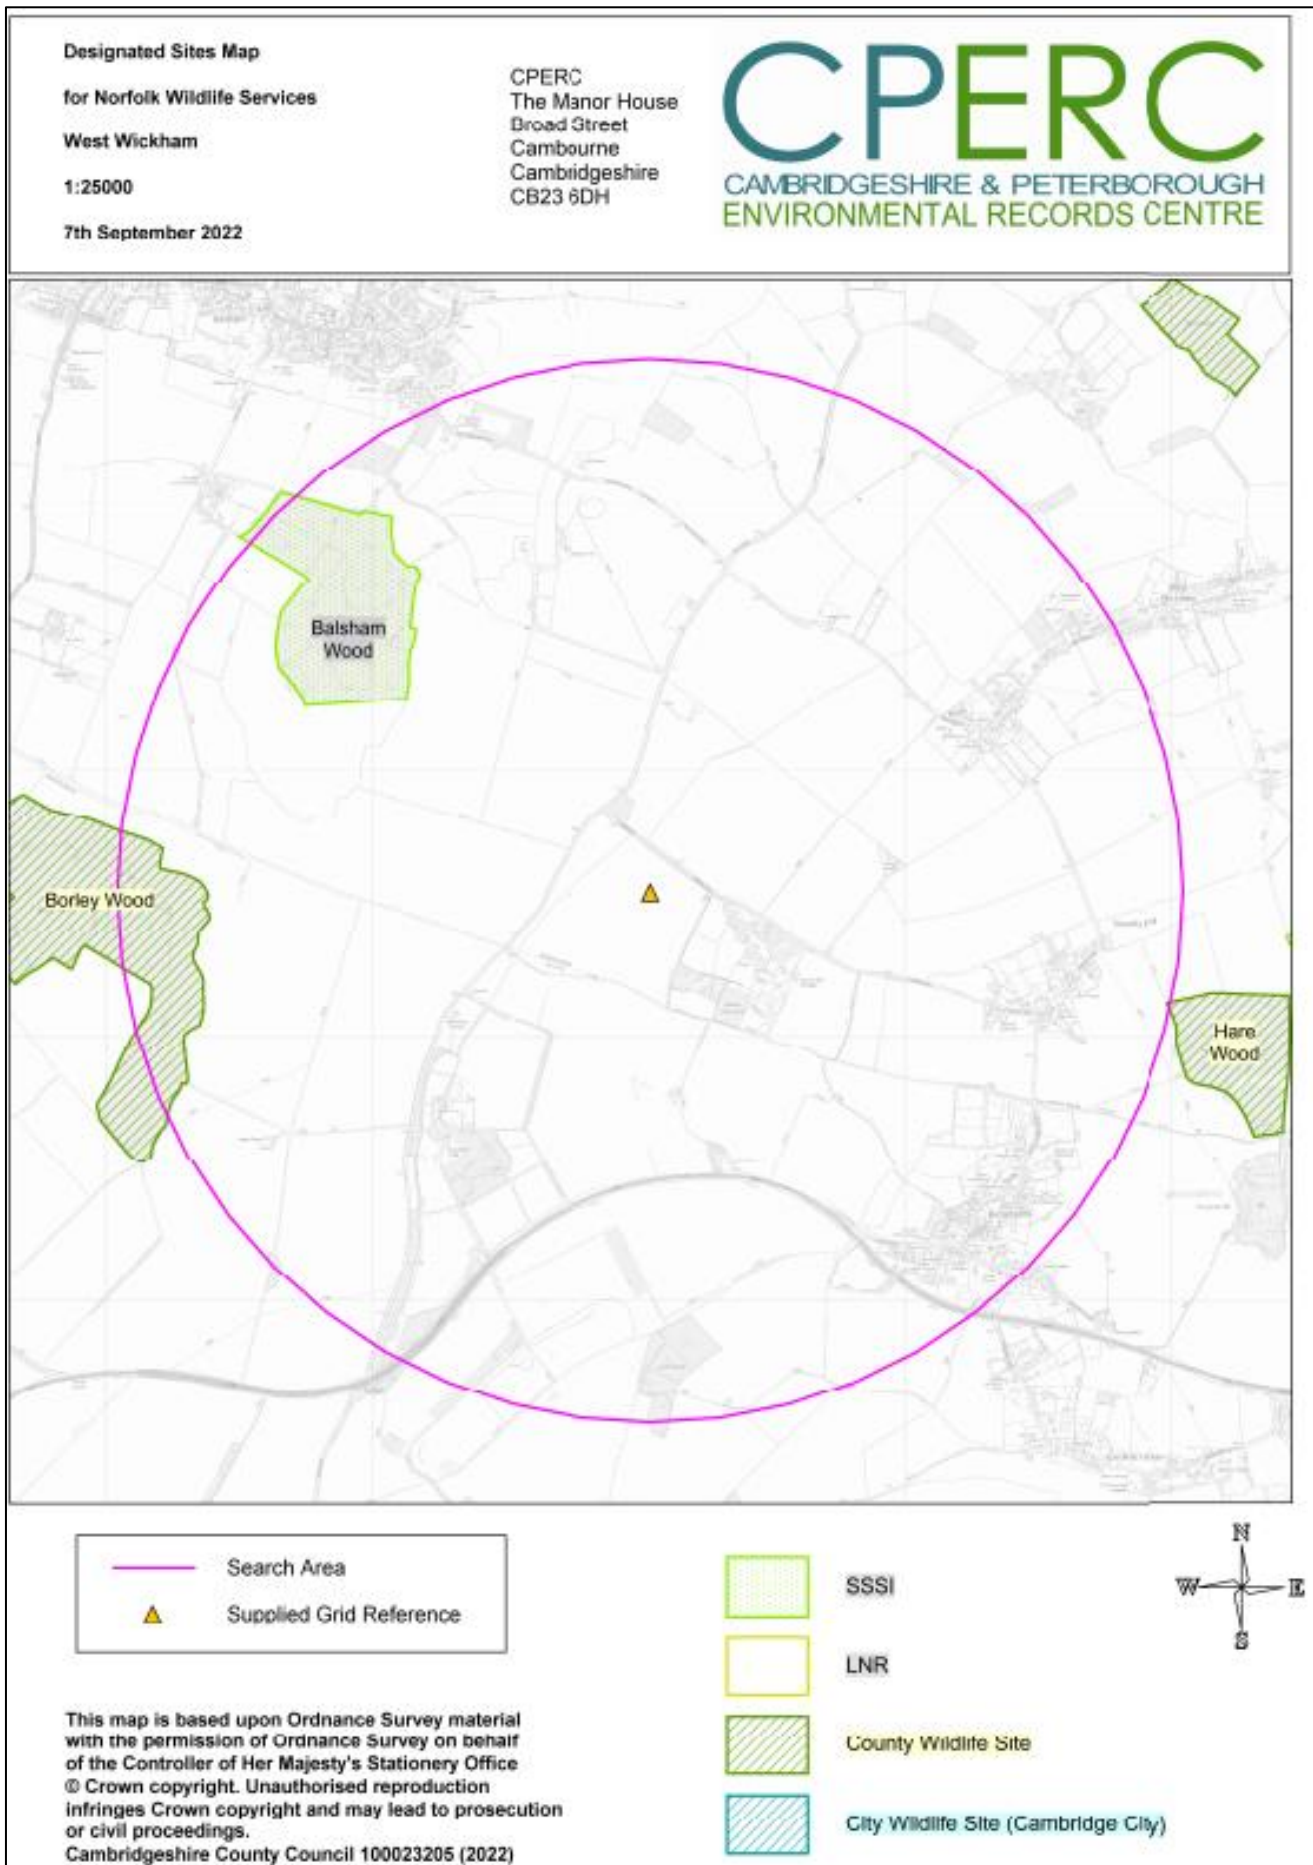 Designated Sites Map
for Norfolk Wildlife Services
West Wickham
1:25000
7th September 2022
CPERC
The Manor House
Broad Street
Cambourne
Cambridgeshire
CB23 6DH
CPERC
CAMBRIDGESHIRE & PETERBOROUGH
ENVIRONMENTAL RECORDS CENTRE
Balsham
Wood
Borley Wood
Hare
Wood
Search Area
Supplied Grid Reference
SSSI
LNR
County Wildlife Site
City Wildlife Site (Cambridge City)
N
W
E
S
This map is based upon Ordnance Survey material
with the permission of Ordnance Survey on behalf
of the Controller of Her Majesty's Stationery Office
© Crown copyright. Unauthorised reproduction
infringes Crown copyright and may lead to prosecution
or civil proceedings.
Cambridgeshire County Council 100023205 (2022)